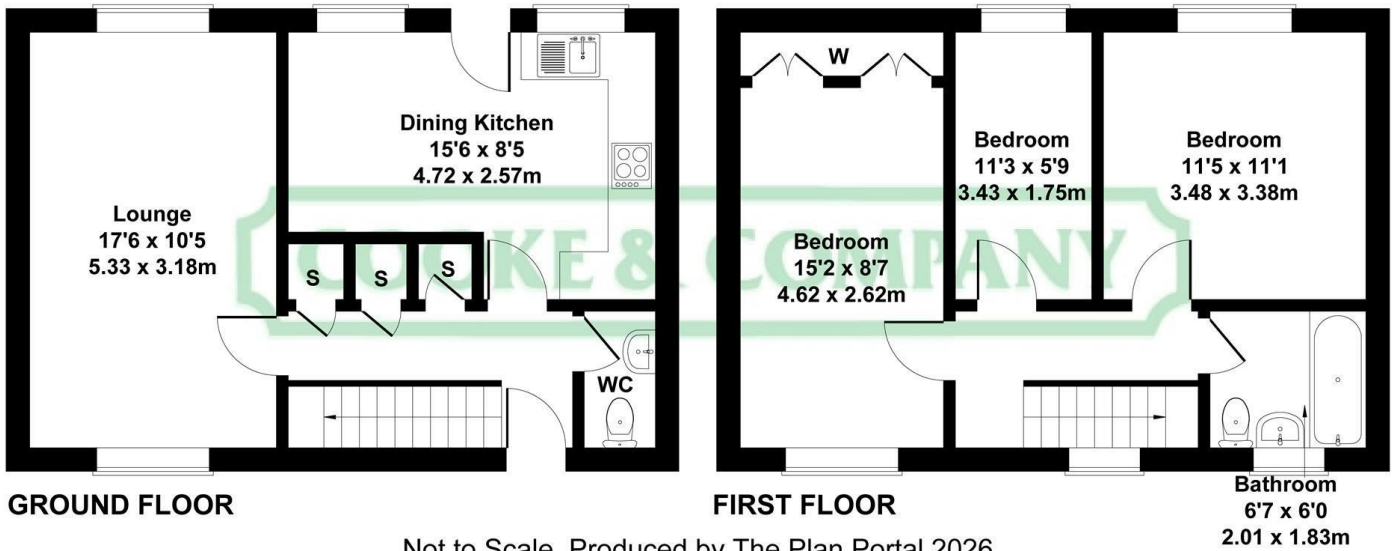 Dining Kitchen
15'6 x 8'5
4.72 x 2.57m
Lounge
17'6 x 10'5
5.33 x 3.18m
S
S
S
WC
GROUND FLOOR
W
Bedroom
11'3 x 5'9
3.43 x 1.75m
Bedroom
11'5 x 11'1
3.48 x 3.38m
Bedroom
15'2 x 8'7
4.62 x 2.62m
COOKE & COMPANY
FIRST FLOOR
Bathroom
6'7 x 6'0
2.01 x 1.83m
Not to Scale. Produced by The Plan Portal 2026